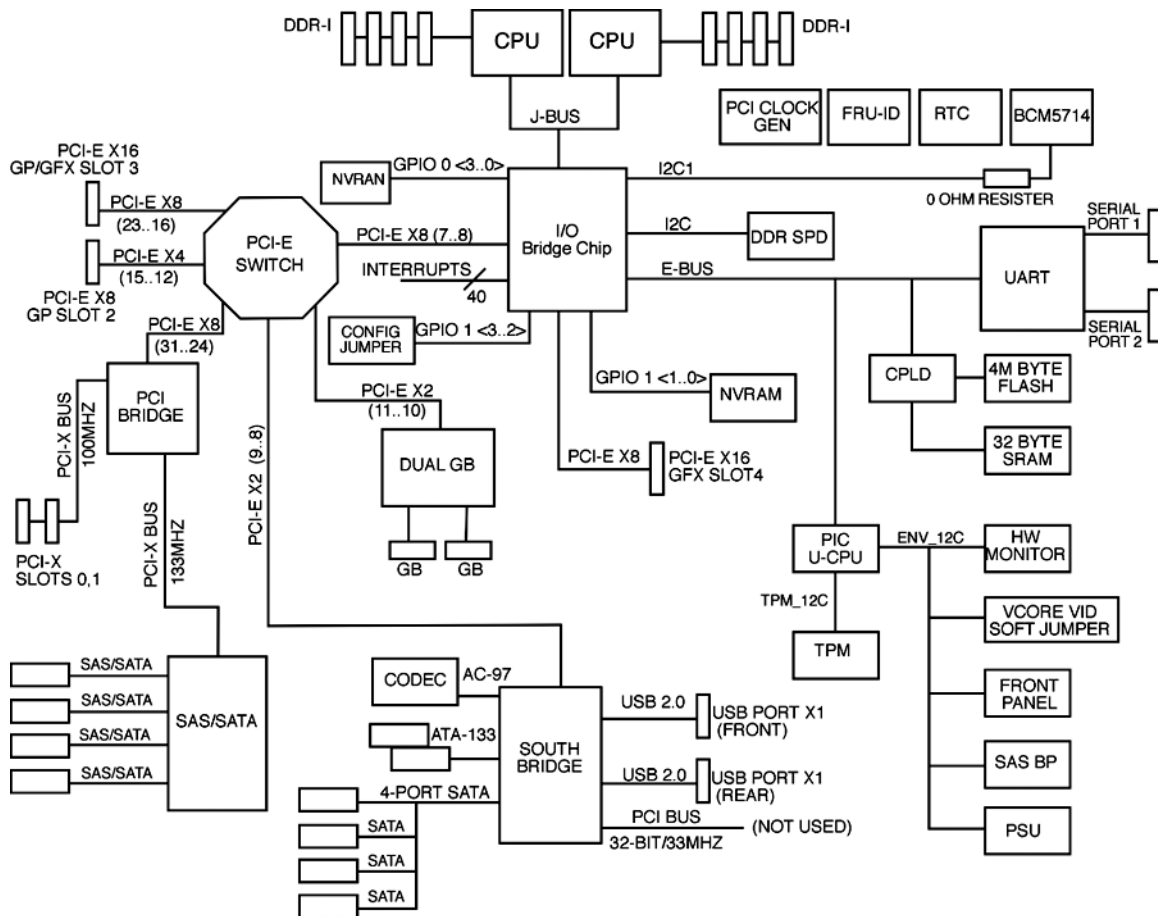 DDR-I
CPU
CPU
DDR-I
J-BUS
PCI CLOCK
GEN
FRU-ID
RTC
BCM5714
PCI-E X16
GP/GFX SLOT 3
NVRAN
GPIO 0 <3..0>
I2C1
0 OHM RESISTER
PCI-E X8
(23..16)
PCI-E
SWITCH
PCI-E X8 (7..8)
I/O
Bridge Chip
I2C
DDR SPD
SERIAL
PORT 1
PCI-E X4
(15..12)
INTERRUPTS
40
E-BUS
UART
PCI-E X8
GP SLOT 2
PCI-E X8
(31..24)
CONFIG
JUMPER
GPIO 1 <3..2>
SERIAL
PORT 2
PCI
BRIDGE
PCI-E X2
(11..10)
GPIO 1 <1..0>
NVRAM
CPLD
4M BYTE
FLASH
PCI-X BUS
100MHZ
DUAL GB
PCI-E X8
PCI-E X16
GFX SLOT4
32 BYTE
SRAM
PCI-E X2 (9..8)
PCI-X BUS
133MHZ
PCI-X
SLOTS 0,1
GB
GB
PIC
U-CPU
ENV_12C
HW
MONITOR
TPM_12C
VCORE VID
SOFT JUMPER
TPM
SAS/SATA
SAS/SATA
SAS/SATA
SAS/SATA
SAS/SATA
CODEC
AC-97
USB 2.0
USB PORT X1
(FRONT)
FRONT
PANEL
ATA-133
SOUTH
BRIDGE
SAS BP
4-PORT SATA
USB 2.0
USB PORT X1
(REAR)
PCI BUS
32-BIT/33MHZ
(NOT USED)
PSU
SATA
SATA
SATA